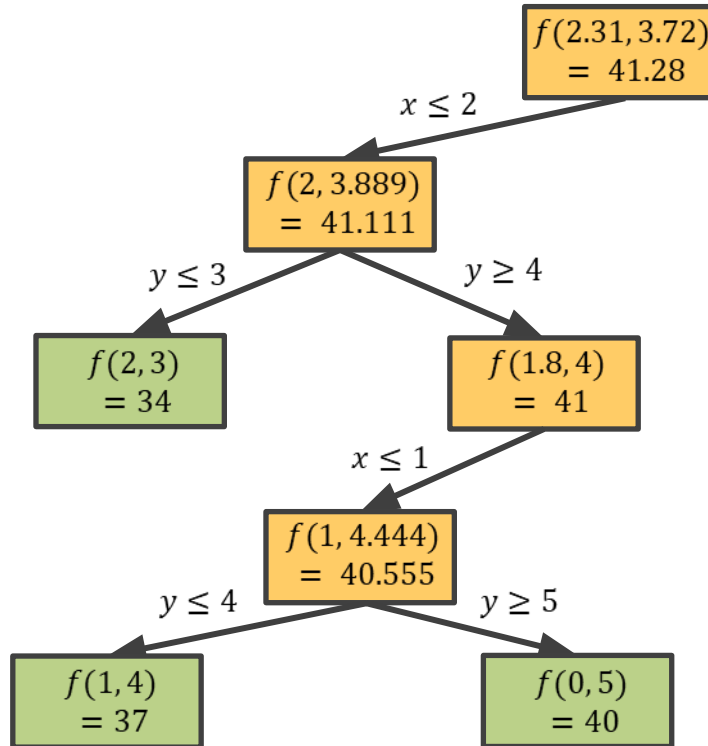 f(2.31, 3.72)
= 41.28
x ≤ 2
f(2, 3.889)
= 41.111
y ≤ 3
y ≥ 4
f(2, 3)
= 34
f(1.8, 4)
= 41
x ≤ 1
f(1, 4.444)
= 40.555
y ≤ 4
y ≥ 5
f(1, 4)
= 37
f(0, 5)
= 40